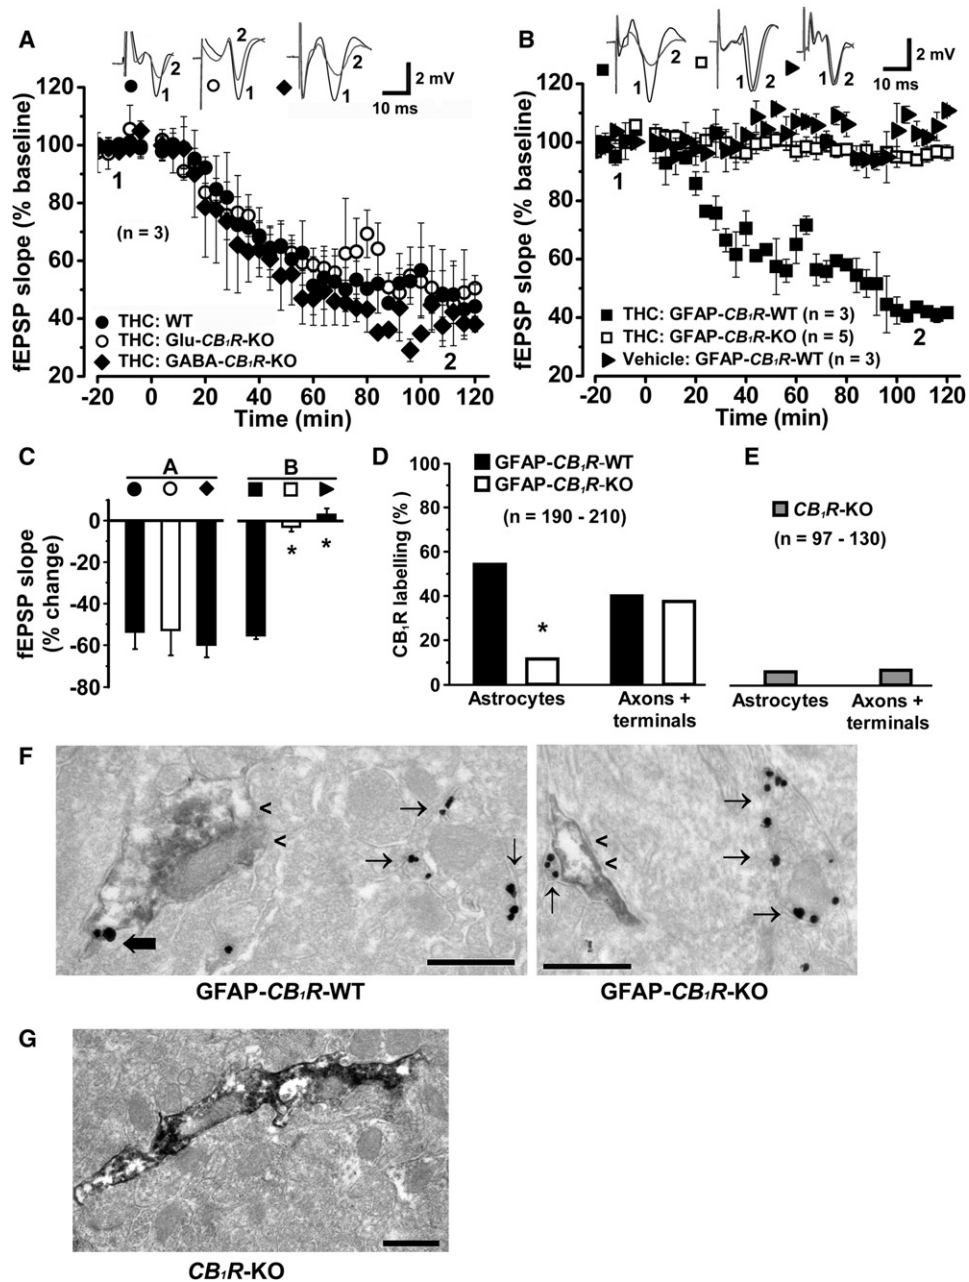 A
2
1
2
1
2
1
2 mV
10 ms
120
100
80
60
40
20
fEPSP slope (% baseline)
1
(n = 3)
THC: WT
THC: Glu-CB₁R-KO
THC: GABA-CB₁R-KO
2
-20 0 20 40 60 80 100 120
Time (min)
B
1
2
1
2
1
2
2 mV
10 ms
120
100
80
60
40
20
fEPSP slope (% baseline)
1
THC: GFAP-CB₁R-WT (n = 3)
THC: GFAP-CB₁R-KO (n = 5)
Vehicle: GFAP-CB₁R-WT (n = 3)
2
-20 0 20 40 60 80 100 120
Time (min)
C
A B
0
-20
-40
-60
-80
fEPSP slope
(% change)
* *
D
100
80
60
40
20
0
CB₁R labelling (%)
GFAP-CB₁R-WT
GFAP-CB₁R-KO
(n = 190 - 210)
*
Astrocytes
Axons +
terminals
E
CB₁R-KO
(n = 97 - 130)
Astrocytes
Axons +
terminals
F
GFAP-CB₁R-WT
GFAP-CB₁R-KO
G
CB₁R-KO